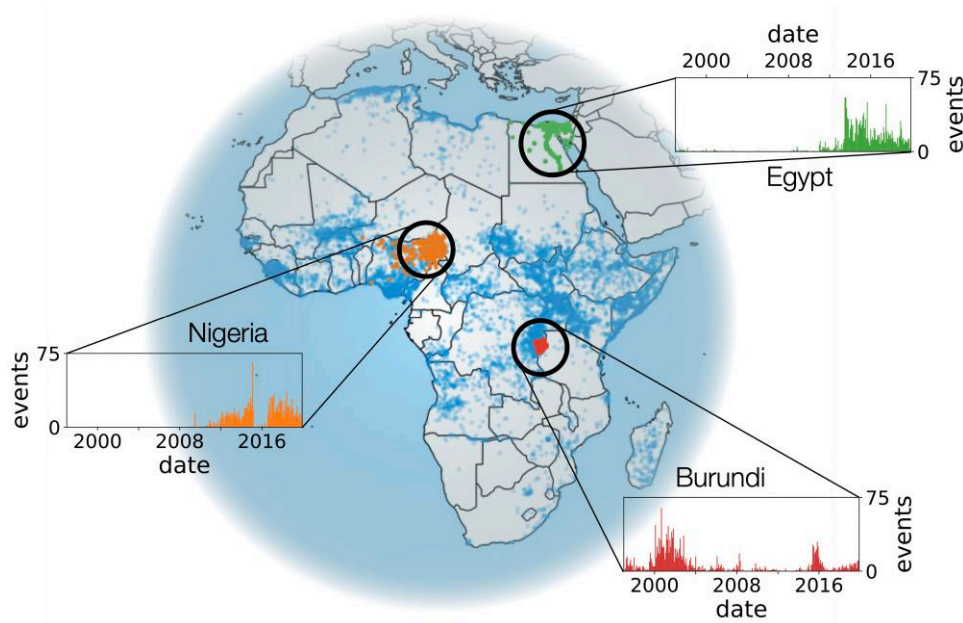 date
2000 2008 2016
75
events
0
Egypt
Nigeria
75
events
0
2000 2008 2016
date
Burundi
75
events
0
2000 2008 2016
date